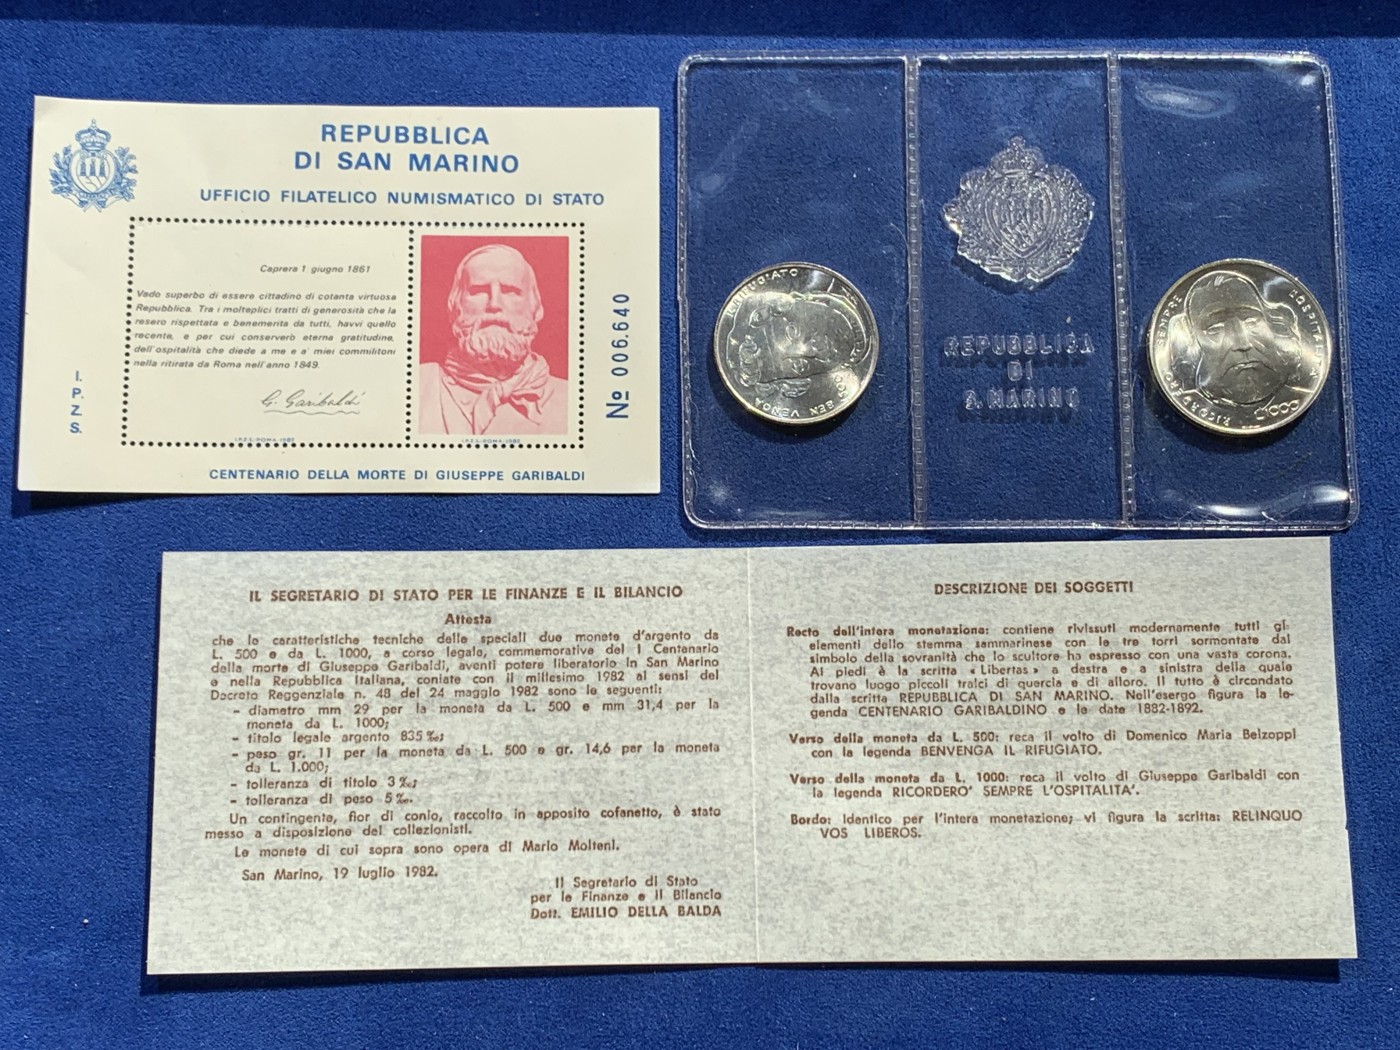 REPUBBLICA
DI SAN MARINO
UFFICIO FILATELICO NUMISMATICO DI STATO
Caprera 1 giugno 1861
Vado superbo di essere cittadino di cotanta virtuosa
Repubblica. Tra i molteplici tratti di generosità che la
resero rispettata e benemerita da tutti, havvi quello
recente, e per cui conserverò eterna gratitudine,
dell'ospitalità che diede a me e a' miei commilitoni
nella ritirata da Roma nell'anno 1849.
G. Garibaldi
I.P.Z.S.-ROMA-1982
I.P.Z.S.-ROMA-1982
I.
P.
Z.
S.
No 006.640
CENTENARIO DELLA MORTE DI GIUSEPPE GARIBALDI
RIFUGIATO
BEN VENGA
REPUBBLICA
DI
S. MARINO
RICORDERO SEMPRE L'OSPITALITA
L.1000
IL SEGRETARIO DI STATO PER LE FINANZE E IL BILANCIO
Attesta
che le caratteristiche tecniche delle speciali due monete d'argento da
L. 500 e da L. 1000, a corso legale, commemorative del I Centenario
della morte di Giuseppe Garibaldi, aventi potere liberatorio in San Marino
e nella Repubblica Italiana, coniate con il millesimo 1982 ai sensi del
Decreto Reggenziale n. 48 del 24 maggio 1982 sono le seguenti:
- diametro mm 29 per la moneta da L. 500 e mm 31,4 per la
moneta da L. 1000;
- titolo legale argento 835 ‰;
- peso gr. 11 per la moneta da L. 500 e gr. 14,6 per la moneta
da L. 1.000;
- tolleranza di titolo 3 ‰;
- tolleranza di peso 5 ‰.
Un contingente, fior di conio, raccolto in apposito cofanetto, è stato
messo a disposizione dei collezionisti.
Le monete di cui sopra sono opera di Mario Molteni.
San Marino, 19 luglio 1982.
Il Segretario di Stato
per le Finanze e il Bilancio
Dott. EMILIO DELLA BALDA
DESCRIZIONE DEI SOGGETTI
Recto dell'intera monetazione: contiene rivissuti modernamente tutti gl-
elementi dello stemma sammarinese con le tre torri sormontate dal
simbolo della sovranità che lo scultore ha espresso con una vasta corona.
Ai piedi è la scritta «Libertas» a destra e a sinistra della quale
trovano luogo piccoli tralci di quercia e di alloro. Il tutto è circondato
dalla scritta REPUBBLICA DI SAN MARINO. Nell'esergo figura la le-
genda CENTENARIO GARIBALDINO e le date 1882-1892.
Verso della moneta da L. 500: reca il volto di Domenico Maria Belzoppi
con la legenda BENVENGA IL RIFUGIATO.
Verso della moneta da L. 1000: reca il volto di Giuseppe Garibaldi con
la legenda RICORDERO' SEMPRE L'OSPITALITA'.
Bordo: Identico per l'intera monetazione; vi figura la scritta: RELINQUO
VOS LIBEROS.